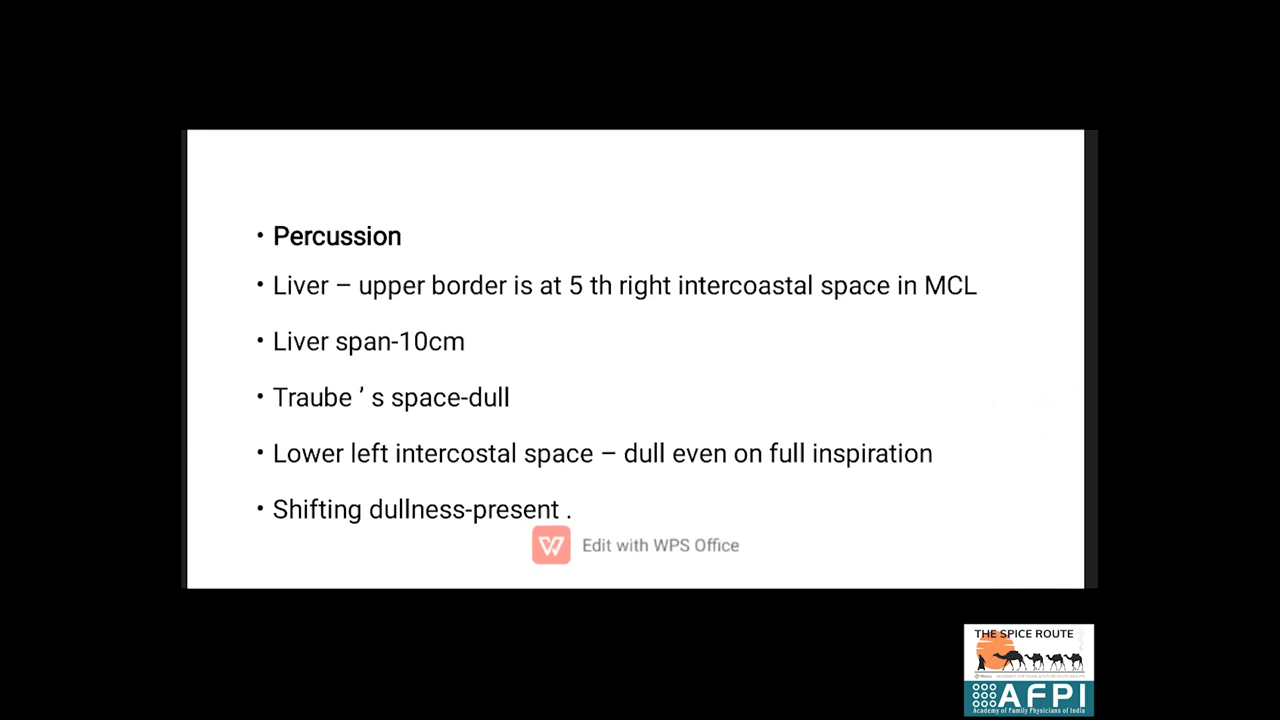 • Percussion
• Liver – upper border is at 5 th right intercoastal space in MCL
• Liver span-10cm
• Traube ’ s space-dull
• Lower left intercostal space – dull even on full inspiration
• Shifting dullness-present .
Edit with WPS Office
THE SPICE ROUTE
AFPI
Academy of Family Physicians of India